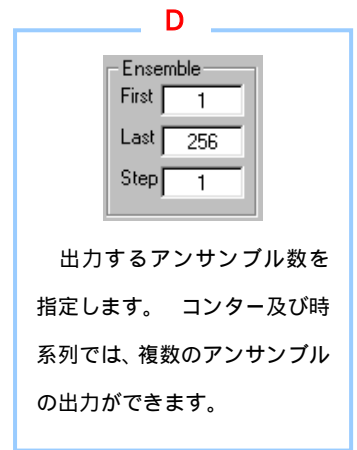 D
Ensemble
First 1
Last 256
Step 1
出力するアンサンブル数を
指定します。 コンター及び時
系列では、複数のアンサンブル
の出力ができます。